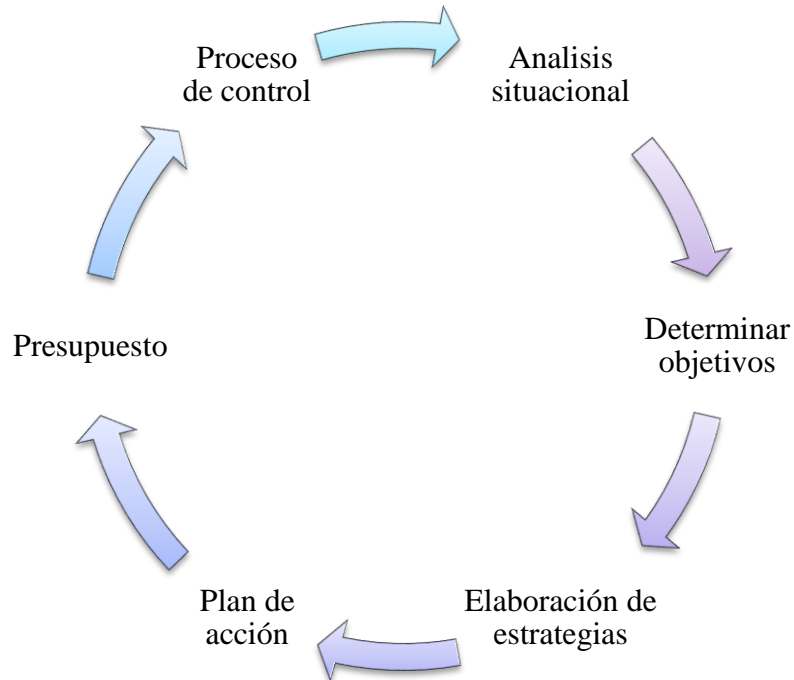 Proceso
de control
Analisis
situacional
Determinar
objetivos
Elaboración de
estrategias
Plan de
acción
Presupuesto